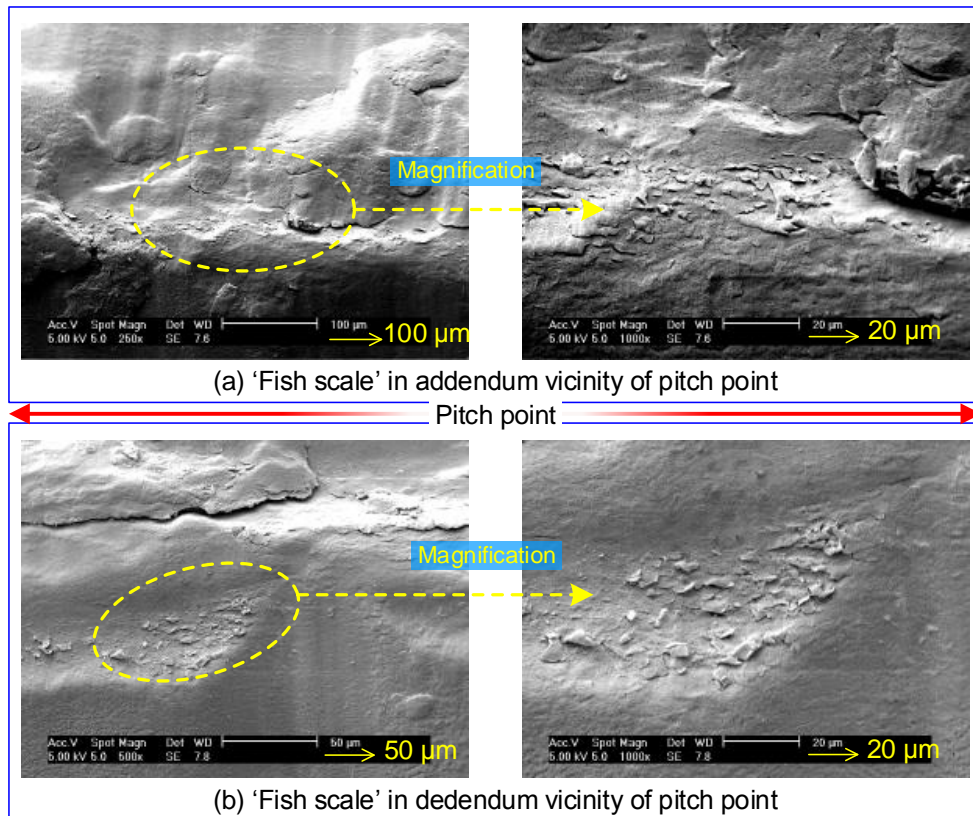 Magnification
Acc.V Spot Magn Det WD 100 µm
5.00 kV 5.0 250x SE 7.6 100 µm
Acc.V Spot Magn Det WD 20 µm
5.00 kV 5.0 1000x SE 7.6 20 µm
(a) ‘Fish scale’ in addendum vicinity of pitch point
Pitch point
Magnification
Acc.V Spot Magn Det WD 50 µm
5.00 kV 5.0 500x SE 7.8 50 µm
Acc.V Spot Magn Det WD 20 µm
5.00 kV 5.0 1000x SE 7.8 20 µm
(b) ‘Fish scale’ in dedendum vicinity of pitch point